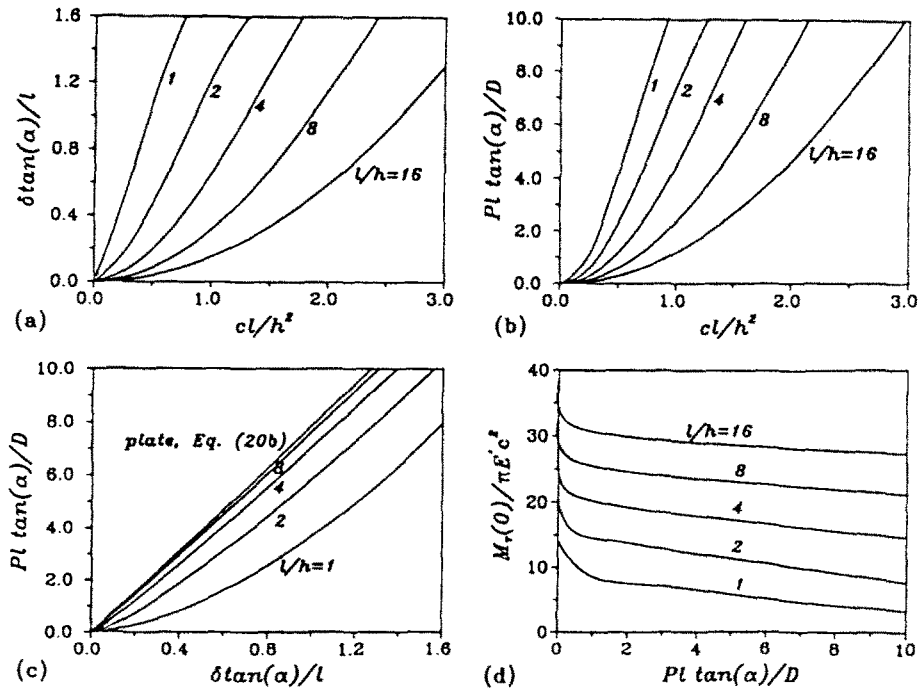 (a)
δtan(α)/l
1.6
1.2
0.8
0.4
0.0
1
2
4
8
l/h=16
0.0 1.0 2.0 3.0
cl/h²
(b)
Pl tan(α)/D
10.0
8.0
6.0
4.0
2.0
0.0
1
2
4
8
l/h=16
0.0 1.0 2.0 3.0
cl/h²
(c)
Pl tan(α)/D
10.0
8.0
6.0
4.0
2.0
0.0
plate, Eq. (20b)
8
4
2
l/h=1
0.0 0.4 0.8 1.2 1.6
δtan(α)/l
(d)
Mᵣ(0)/πE'c²
40
30
20
10
0
l/h=16
8
4
2
1
0 2 4 6 8 10
Pl tan(α)/D